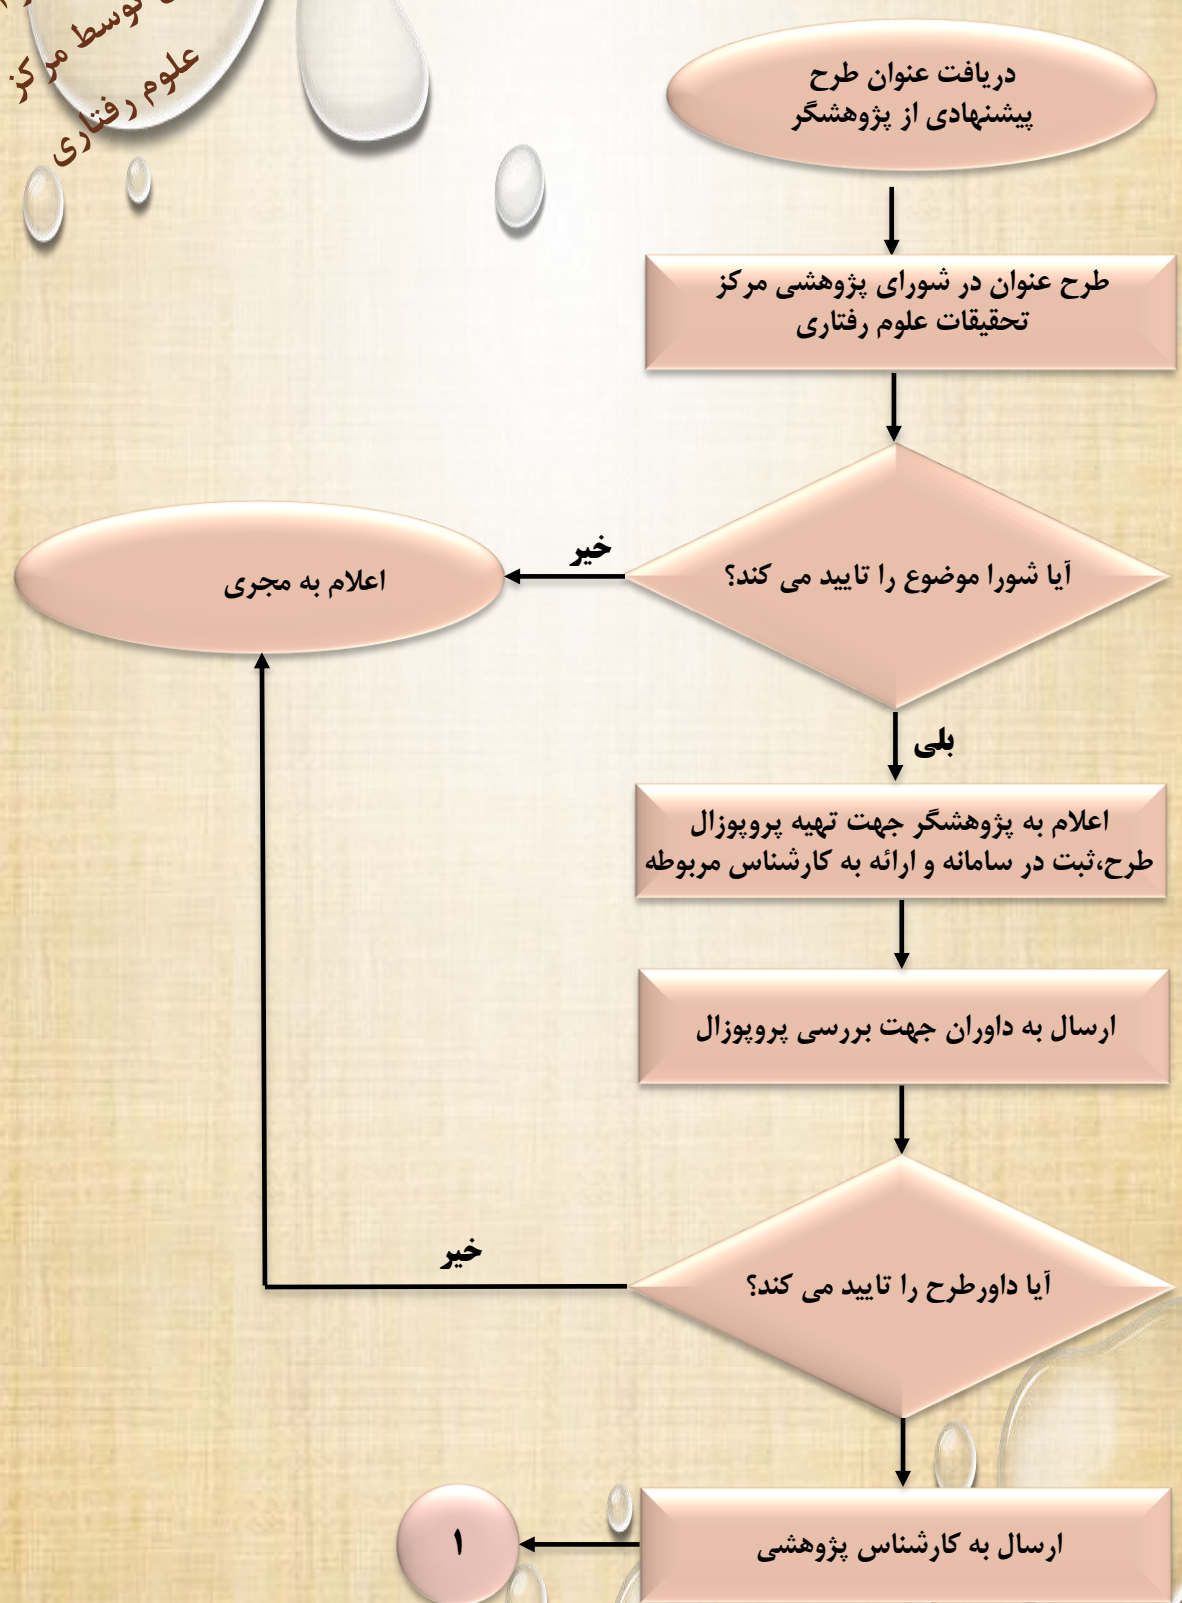 توسط مرکز
علوم رفتاری
دریافت عنوان طرح
پیشنهادی از پژوهشگر
طرح عنوان در شورای پژوهشی مرکز
تحقیقات علوم رفتاری
آیا شورا موضوع را تایید می کند؟
خیر
اعلام به مجری
بلی
اعلام به پژوهشگر جهت تهیه پروپوزال
طرح،ثبت در سامانه و ارائه به کارشناس مربوطه
ارسال به داوران جهت بررسی پروپوزال
آیا داورطرح را تایید می کند؟
خیر
ارسال به کارشناس پژوهشی
۱